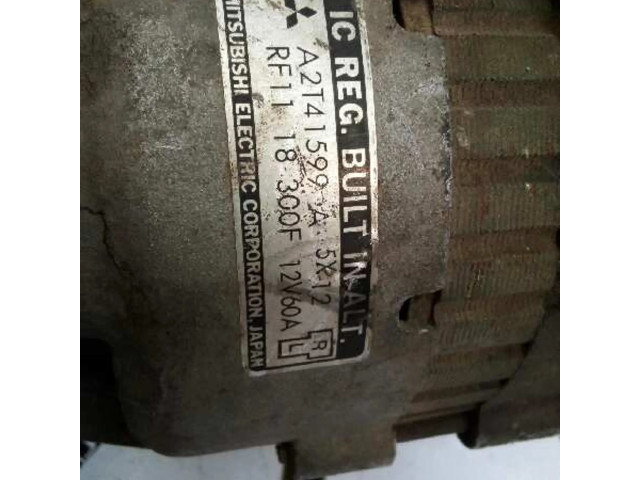 IC REG. BUILT IN ALT.
A2T41599 A 5X12
RF11 18 300F 12V60A
R
L
MITSUBISHI ELECTRIC CORPORATION, JAPAN